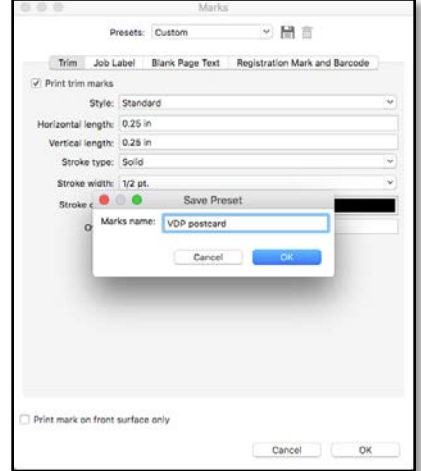 Marks
Presets: Custom
Trim Job Label Blank Page Text Registration Mark and Barcode
Print trim marks
Style: Standard
Horizontal length: 0.25 in
Vertical length: 0.25 in
Stroke type: Solid
Stroke width: 1/2 pt.
Stroke
Save Preset
Marks name: VDP postcard
Cancel OK
Print mark on front surface only
Cancel OK